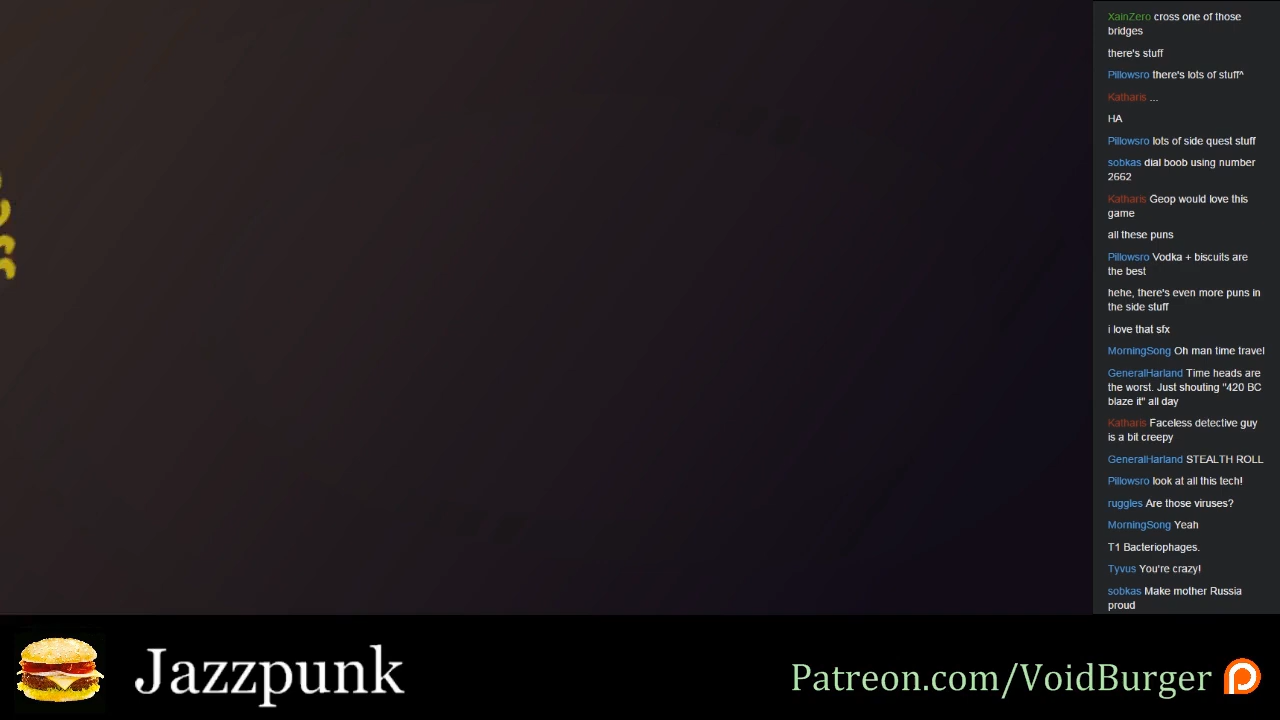 XainZero cross one of those
bridges
there's stuff
Pillowsro there's lots of stuff^
Katharis ...
HA
Pillowsro lots of side quest stuff
sobkas dial boob using number
2662
Katharis Geop would love this
game
all these puns
Pillowsro Vodka + biscuits are
the best
hehe, there's even more puns in
the side stuff
i love that sfx
MorningSong Oh man time travel
GeneralHarland Time heads are
the worst. Just shouting "420 BC
blaze it" all day
Katharis Faceless detective guy
is a bit creepy
GeneralHarland STEALTH ROLL
Pillowsro look at all this tech!
ruggles Are those viruses?
MorningSong Yeah
T1 Bacteriophages.
Tyvus You're crazy!
sobkas Make mother Russia
proud
Jazzpunk
Patreon.com/VoidBurger